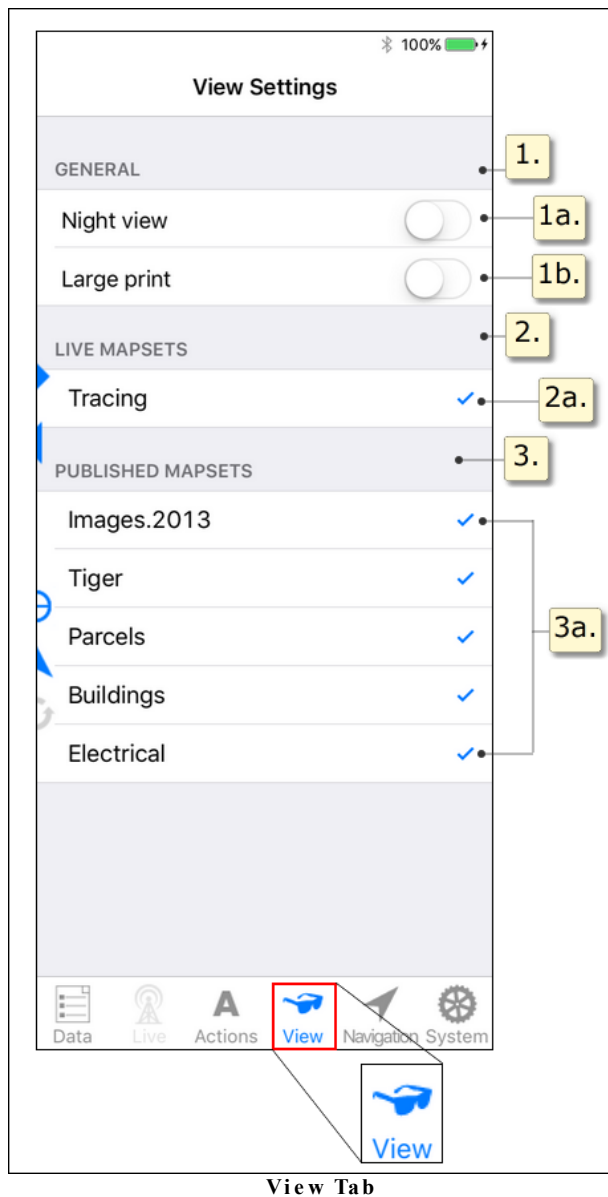 100%
View Settings
GENERAL
1.
Night view
1a.
Large print
1b.
LIVE MAPSETS
2.
Tracing
2a.
PUBLISHED MAPSETS
3.
Images.2013
Tiger
Parcels
3a.
Buildings
Electrical
A
Data Live Actions View Navigation System
View
View Tab